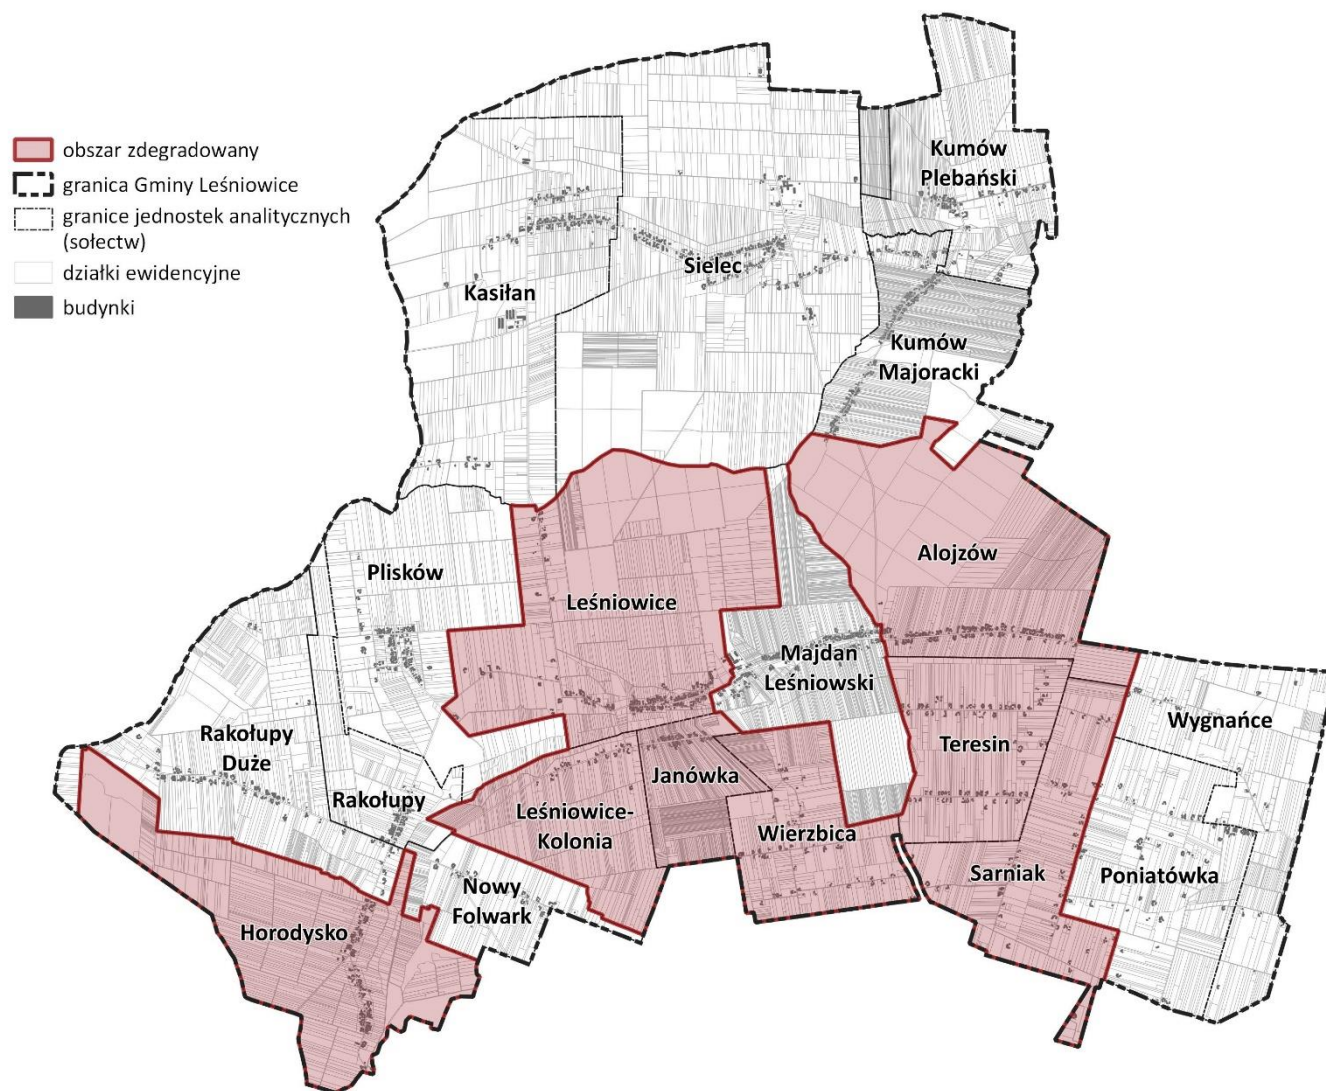 obszar zdegradowany
granica Gminy Leśniowice
granice jednostek analitycznych
(sołectw)
działki ewidencyjne
budynki
Kumów
Plebański
Sielec
Kasiłan
Kumów
Majoracki
Alojzów
Plisków
Leśniowice
Majdan
Leśniowski
Wygnańce
Rakołupy
Duże
Teresin
Janówka
Rakołupy
Leśniowice-
Kolonia
Wierzbica
Sarniak
Poniatówka
Nowy
Folwark
Horodysko